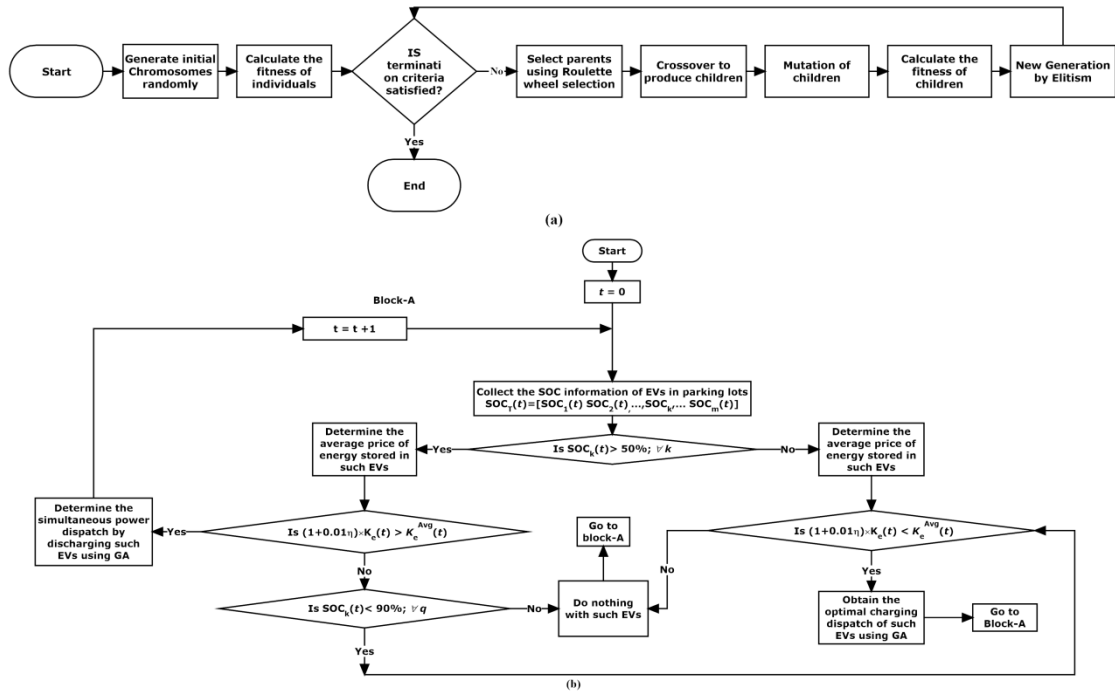 Start
Generate initial
Chromosomes
randomly
Calculate the
fitness of
individuals
IS
terminati
on criteria
satisfied?
No
Select parents
using Roulette
wheel selection
Crossover to
produce children
Mutation of
children
Calculate the
fitness of
children
New Generation
by Elitism
Yes
End
(a)
Start
t = 0
Block-A
t = t +1
Collect the SOC information of EVs in parking lots
SOC_T(t)=[SOC_1(t) SOC_2(t),...,SOC_k,... SOC_m(t)]
Is SOC_k(t)> 50%; ∀ k
Yes
No
Determine the
average price of
energy stored in
such EVs
Determine the
average price of
energy stored in
such EVs
Is (1+0.01η)×K_e(t) > K_e^Avg(t)
Yes
Determine the
simultaneous power
dispatch by
discharging such
EVs using GA
No
Is SOC_k(t)< 90%; ∀ q
No
Do nothing
with such EVs
Go to
block-A
Is (1+0.01η)×K_e(t) < K_e^Avg(t)
No
Yes
Obtain the
optimal charging
dispatch of such
EVs using GA
Go to
Block-A
Yes
(b)